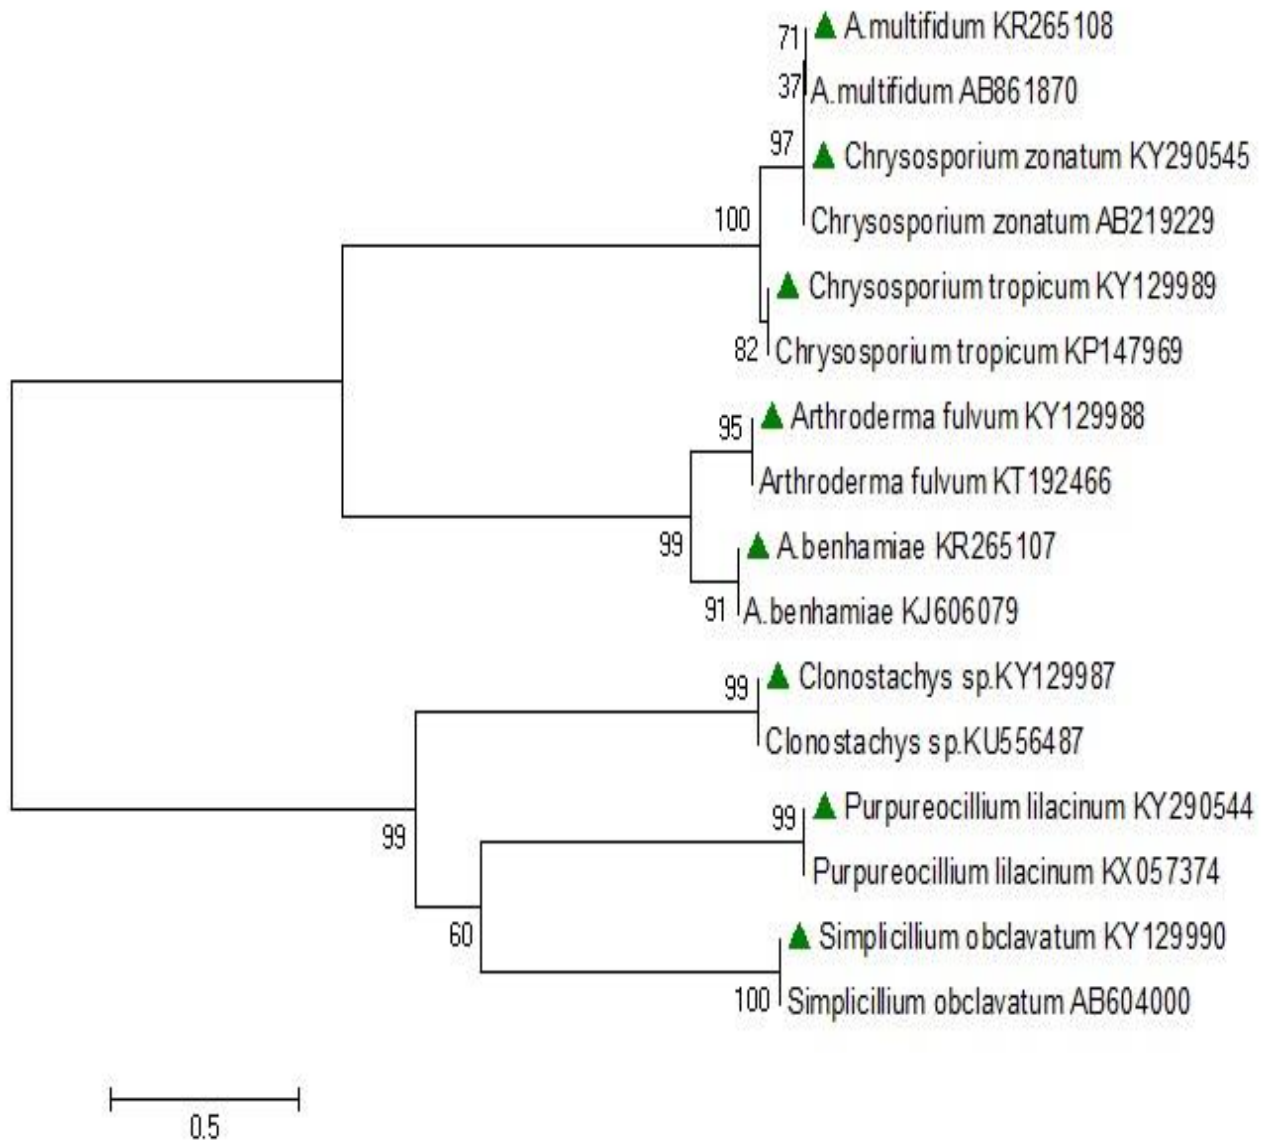 71
A.multifidum KR265108
37
A.multifidum AB861870
97
Chrysosporium zonatum KY290545
100
Chrysosporium zonatum AB219229
Chrysosporium tropicum KY129989
82
Chrysosporium tropicum KP147969
95
Arthroderma fulvum KY129988
Arthroderma fulvum KT192466
99
A.benhamiae KR265107
91
A.benhamiae KJ606079
99
Clonostachys sp.KY129987
Clonostachys sp.KU556487
99
99
Purpureocillium lilacinum KY290544
Purpureocillium lilacinum KX057374
60
Simplicillium obclavatum KY129990
100
Simplicillium obclavatum AB604000
0.5